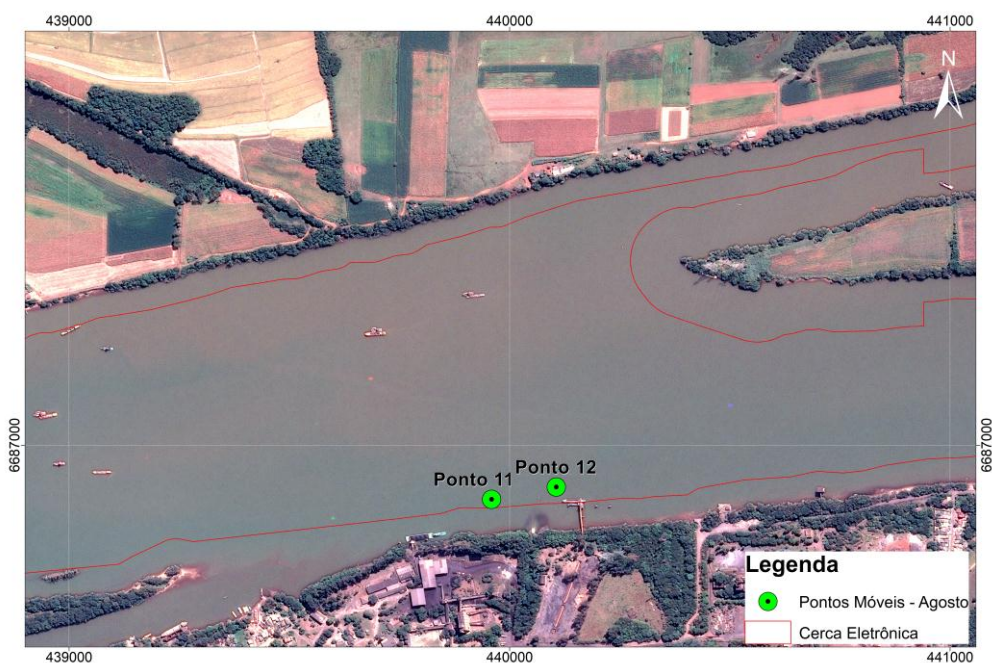 439000 440000 441000
N
6687000 6687000
Ponto 11 Ponto 12
Legenda
Pontos Móveis - Agosto
Cerca Eletrônica
439000 440000 441000